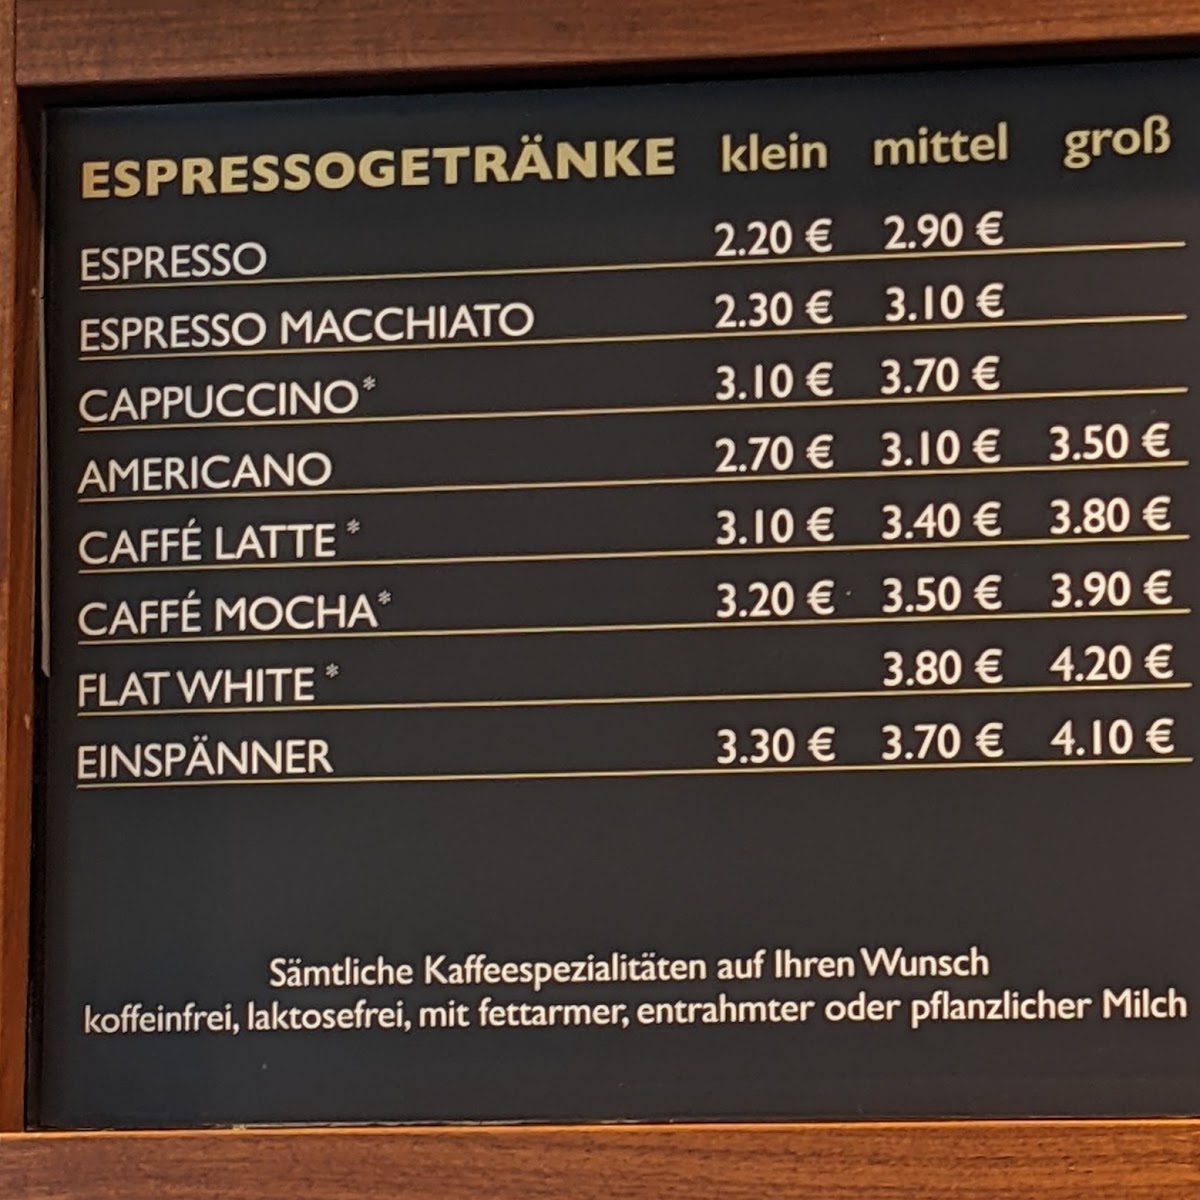 ESPRESSOGETRÄNKE klein mittel groß
ESPRESSO 2.20 € 2.90 €
ESPRESSO MACCHIATO 2.30 € 3.10 €
CAPPUCCINO* 3.10 € 3.70 €
AMERICANO 2.70 € 3.10 € 3.50 €
CAFFÉ LATTE * 3.10 € 3.40 € 3.80 €
CAFFÉ MOCHA* 3.20 € 3.50 € 3.90 €
FLAT WHITE * 3.80 € 4.20 €
EINSPÄNNER 3.30 € 3.70 € 4.10 €
Sämtliche Kaffeespezialitäten auf Ihren Wunsch
koffeinfrei, laktosefrei, mit fettarmer, entrahmter oder pflanzlicher Milch